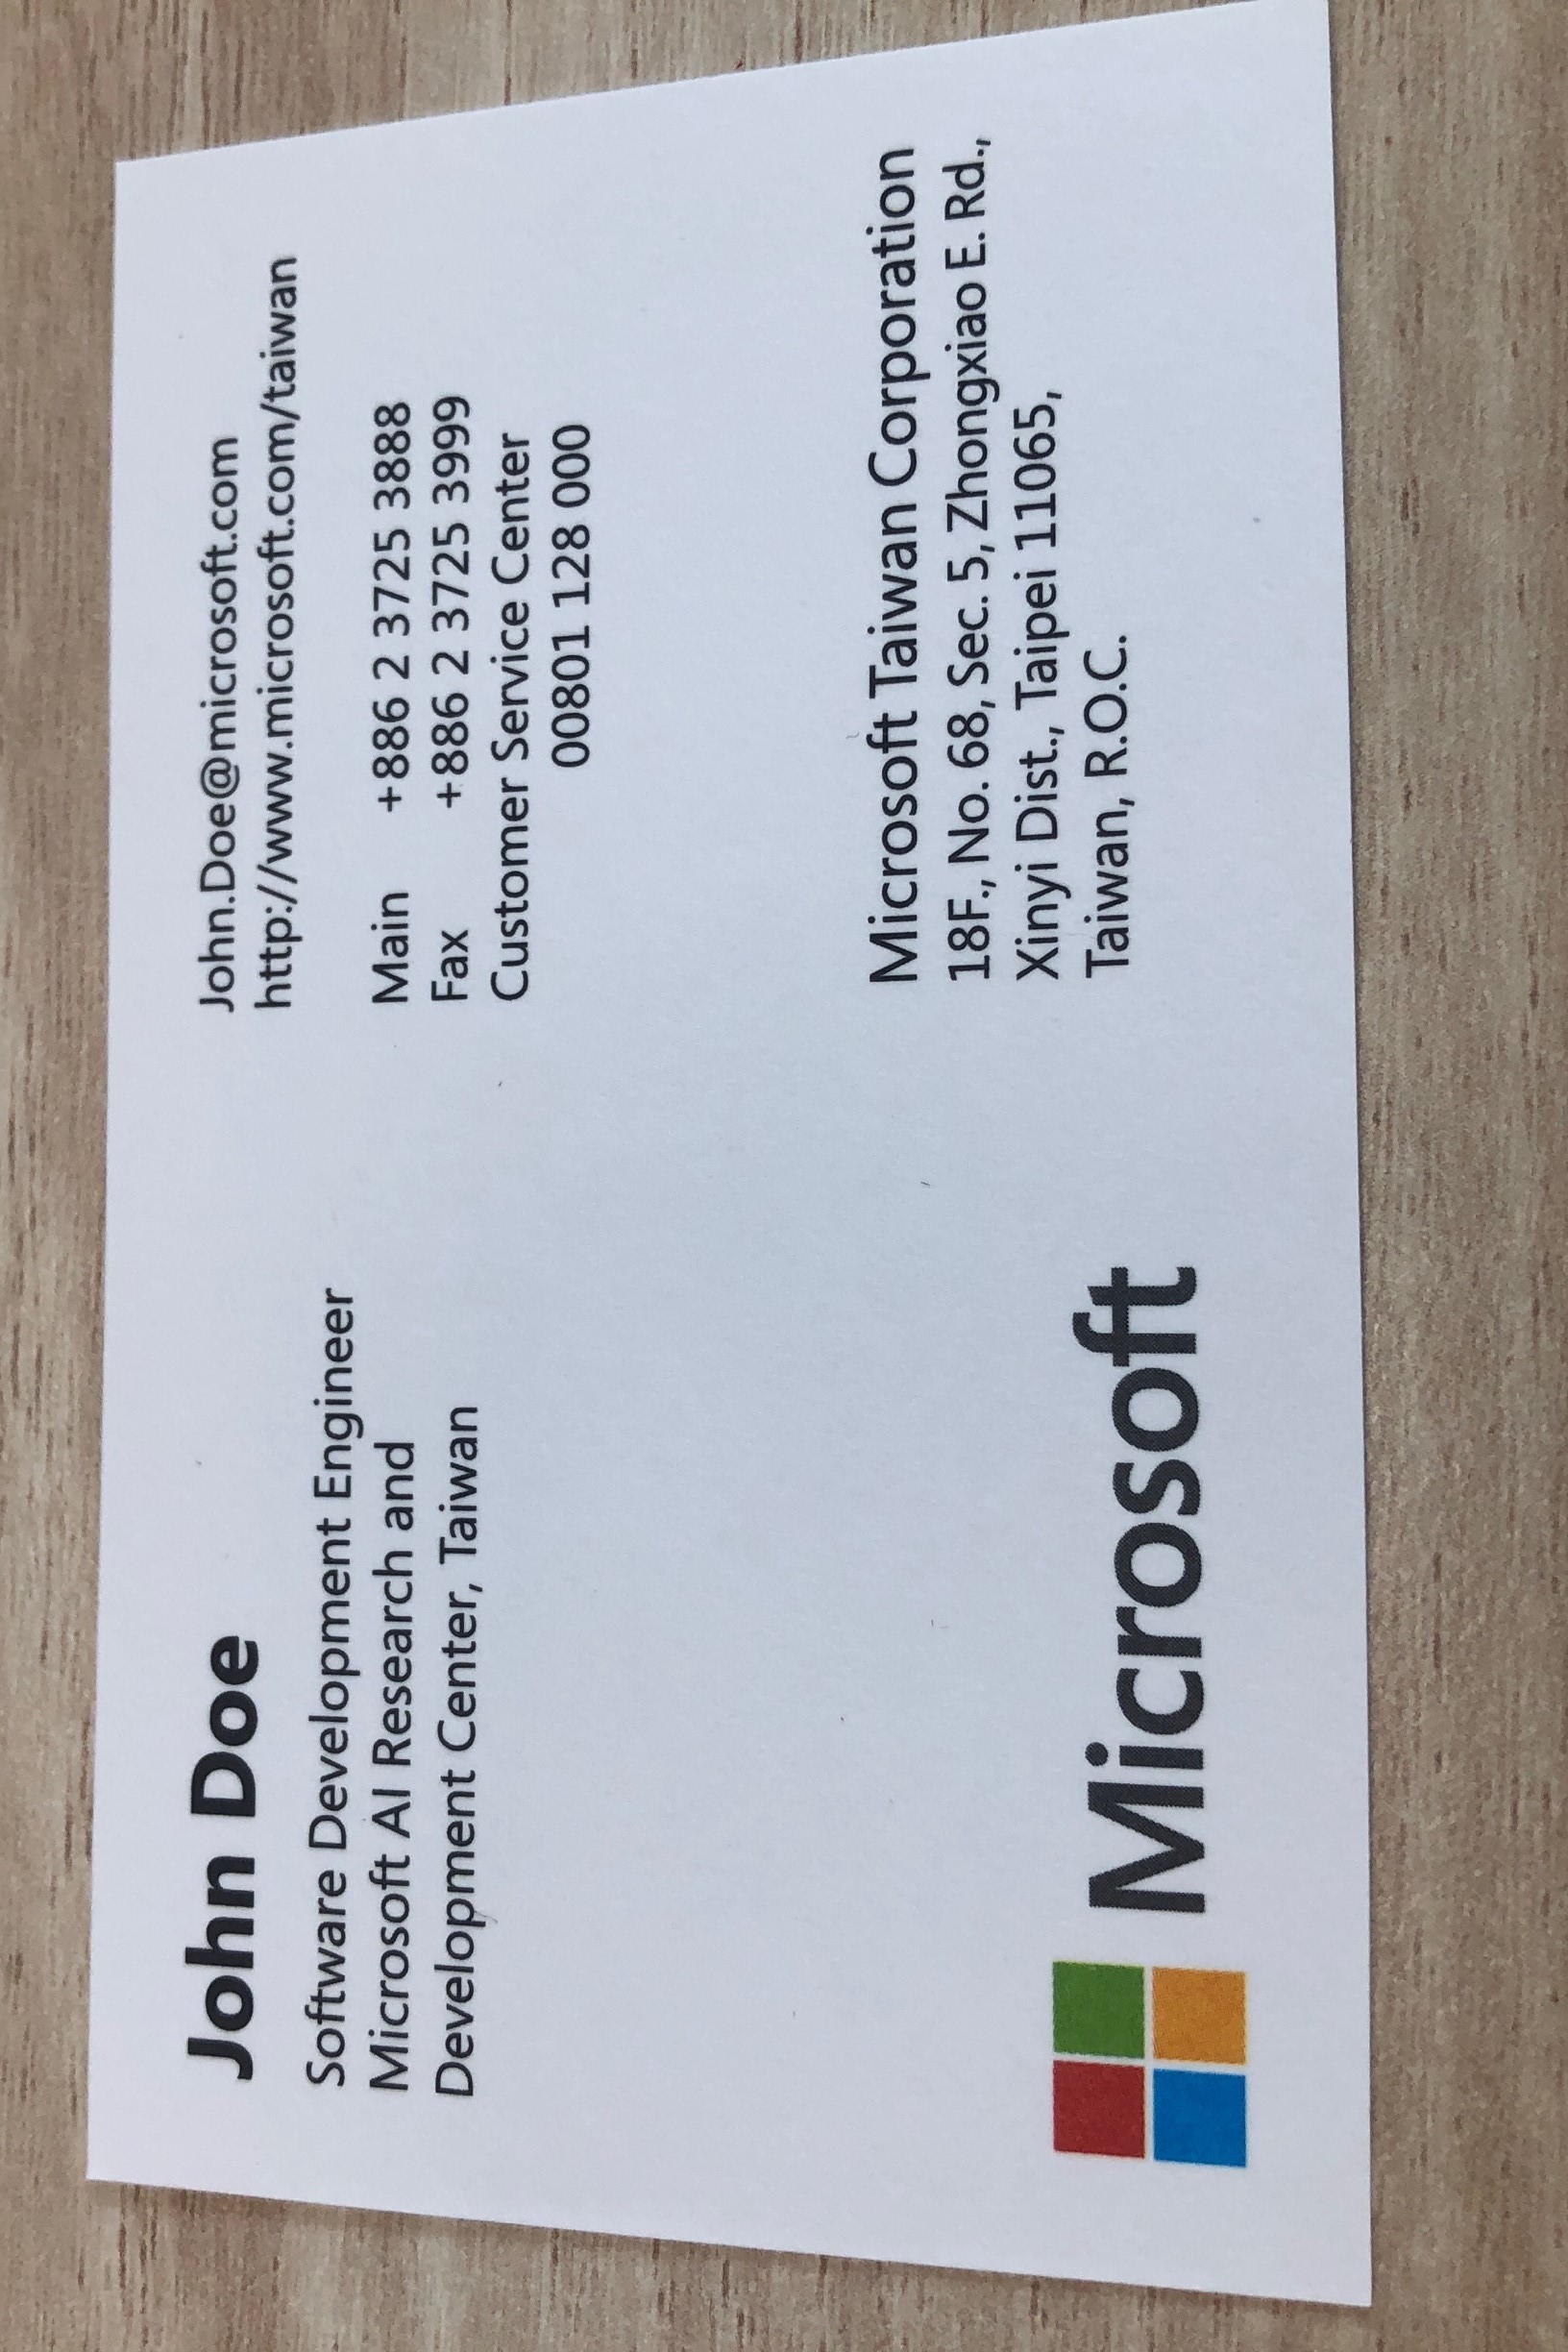 John Doe
Software Development Engineer
Microsoft AI Research and
Development Center, Taiwan
John.Doe@microsoft.com
http://www.microsoft.com/taiwan
Main +886 2 3725 3888
Fax +886 2 3725 3999
Customer Service Center
00801 128 000
Microsoft
Microsoft Taiwan Corporation
18F., No. 68, Sec. 5, Zhongxiao E. Rd.,
Xinyi Dist., Taipei 11065,
Taiwan, R.O.C.